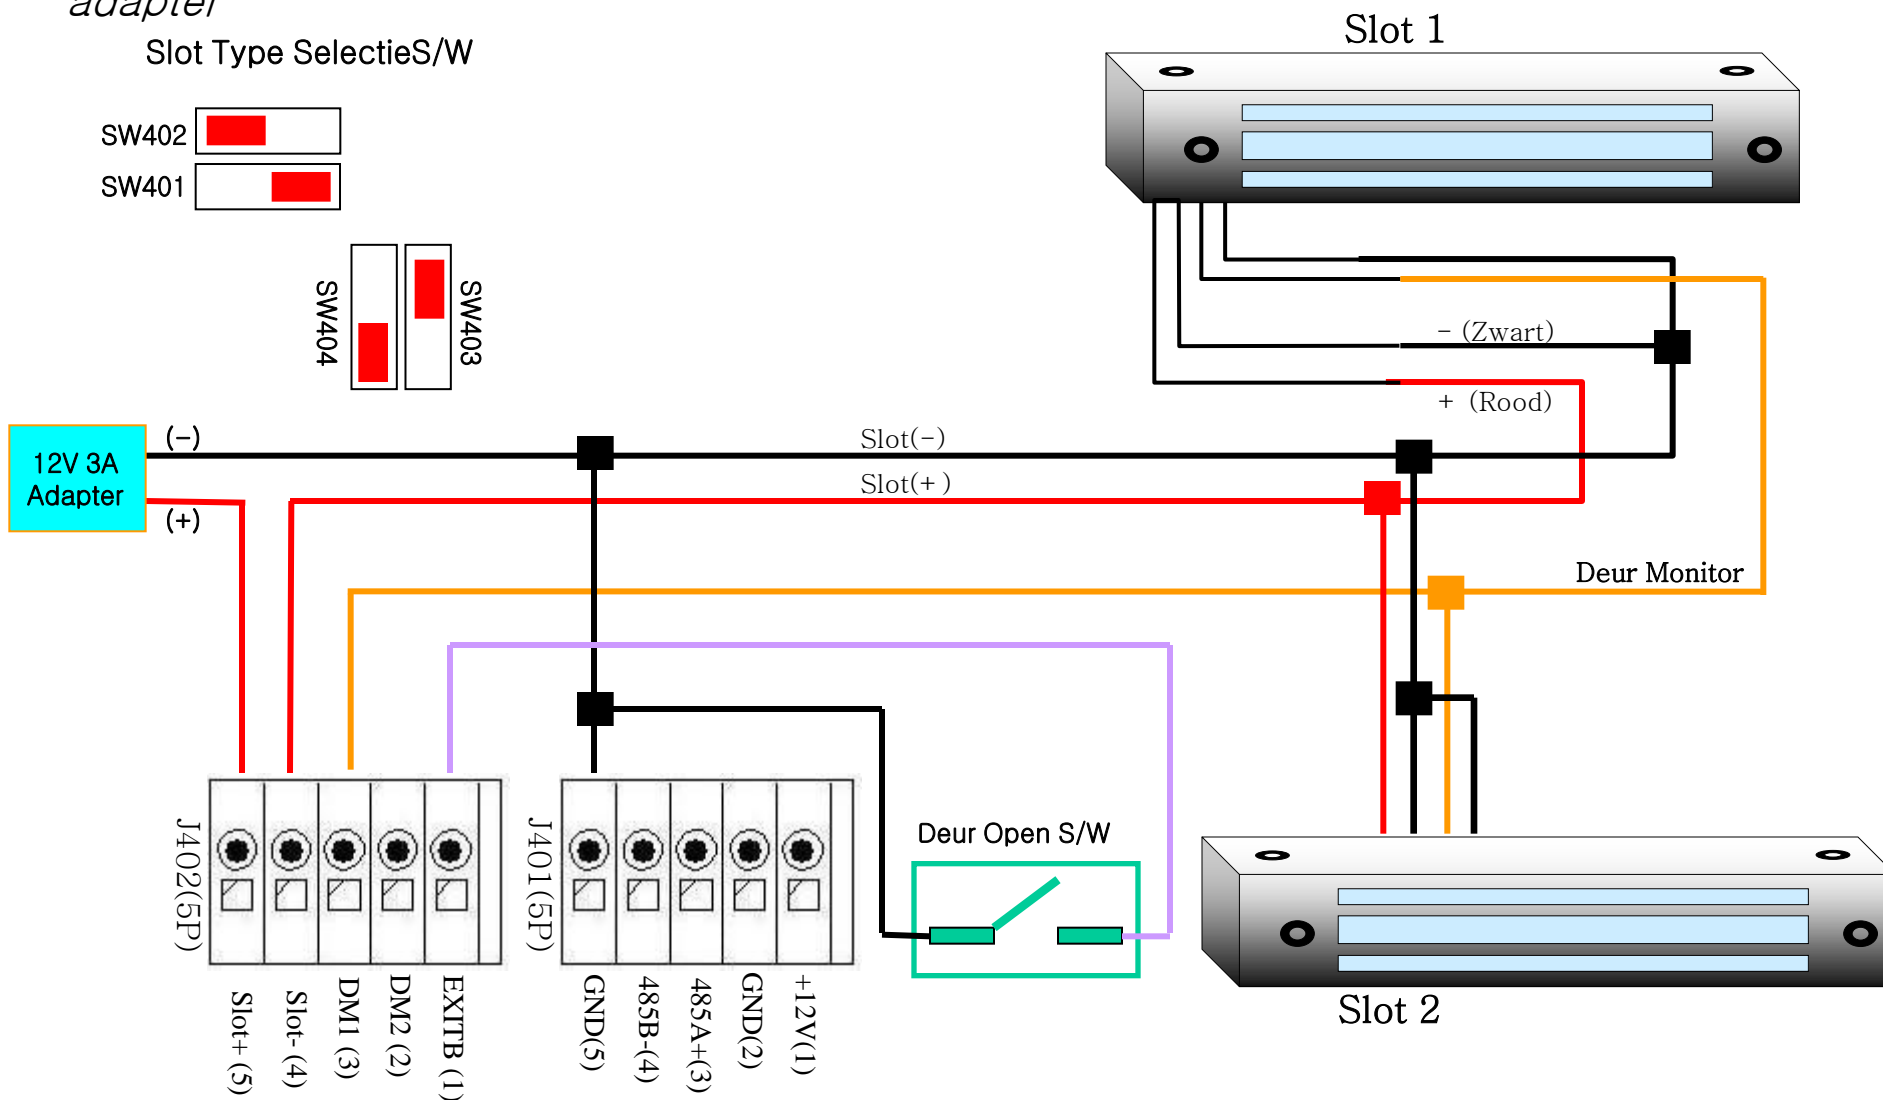 adapter
Slot Type SelectieS/W
Slot 1
SW402
SW401
SW404
SW403
- (Zwart)
+ (Rood)
12V 3A
Adapter
(-)
(+)
Slot(-)
Slot(+)
Deur Monitor
J402(5P)
J401(5P)
Deur Open S/W
Slot+ (5)
Slot- (4)
DM1 (3)
DM2 (2)
EXITB (1)
GND(5)
485B-(4)
485A+(3)
GND(2)
+12V(1)
Slot 2